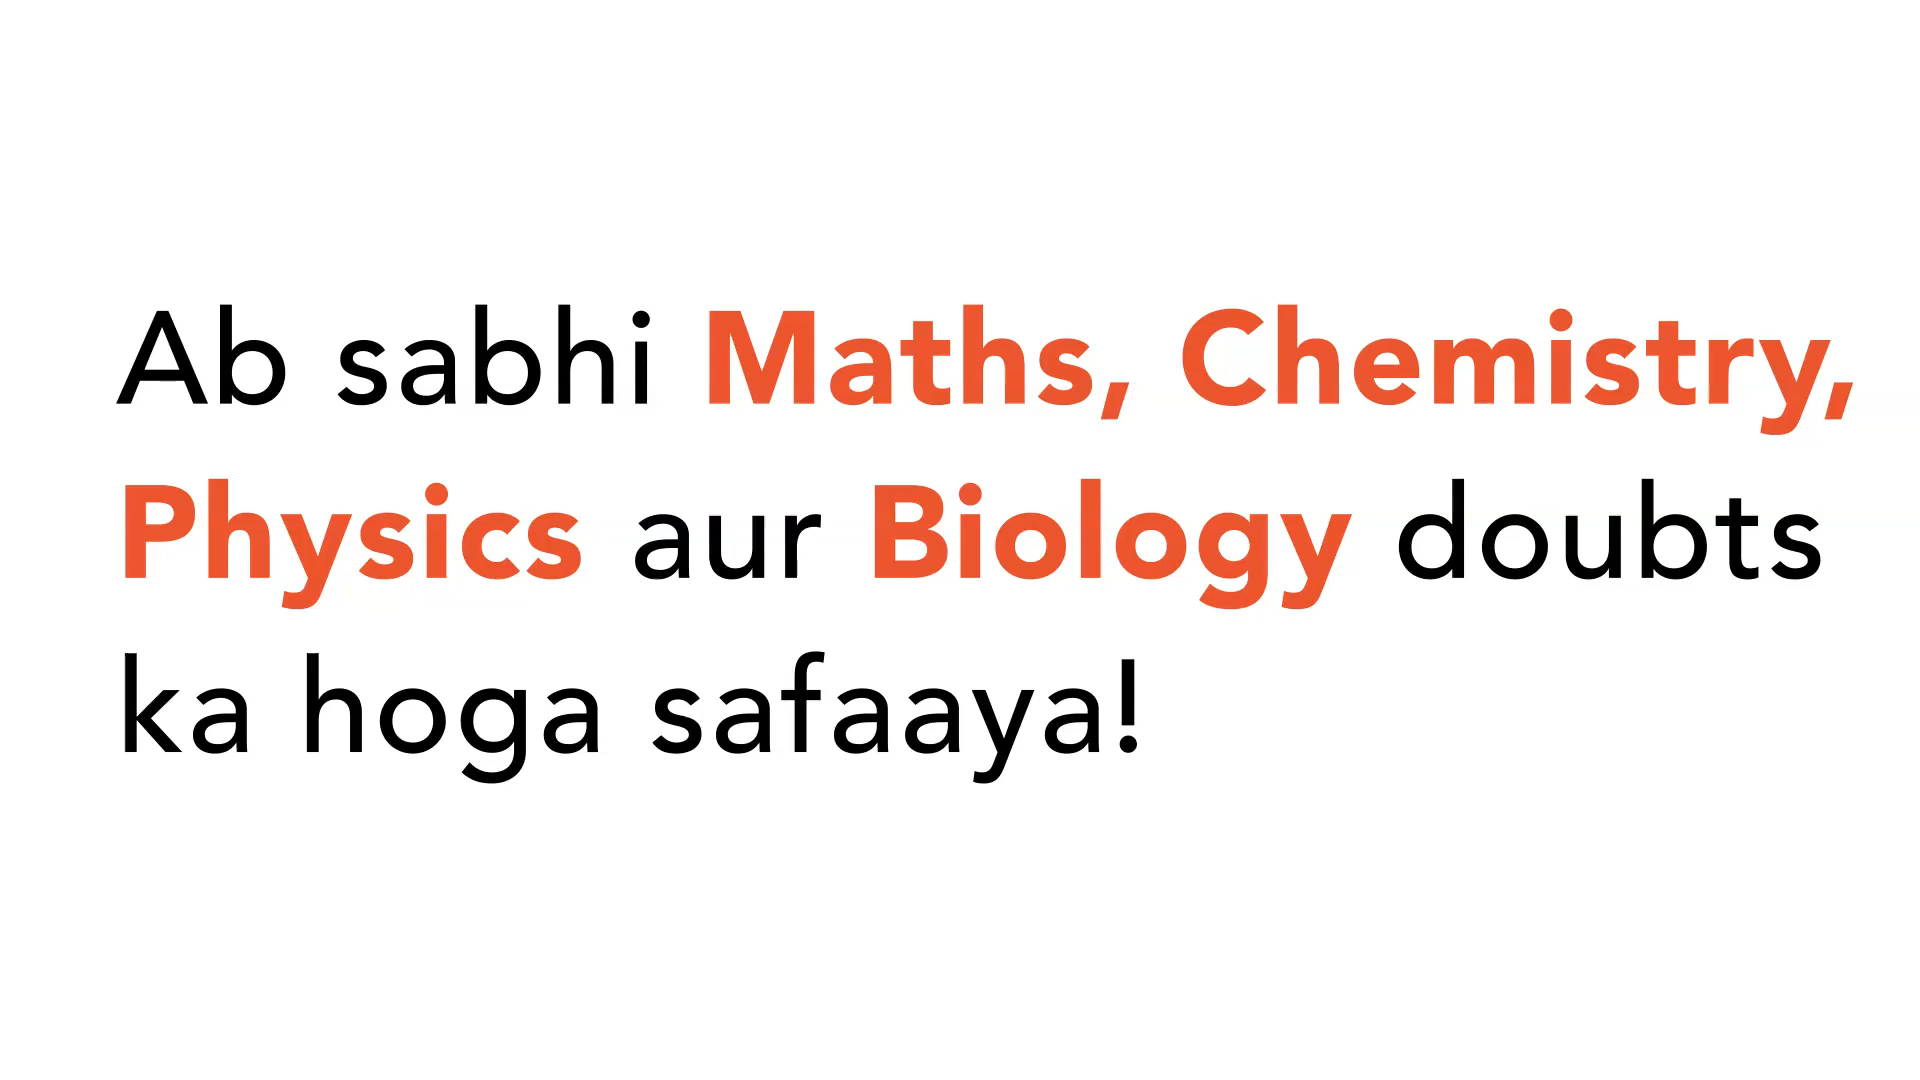 Ab sabhi Maths, Chemistry,
Physics aur Biology doubts
ka hoga safaaya!